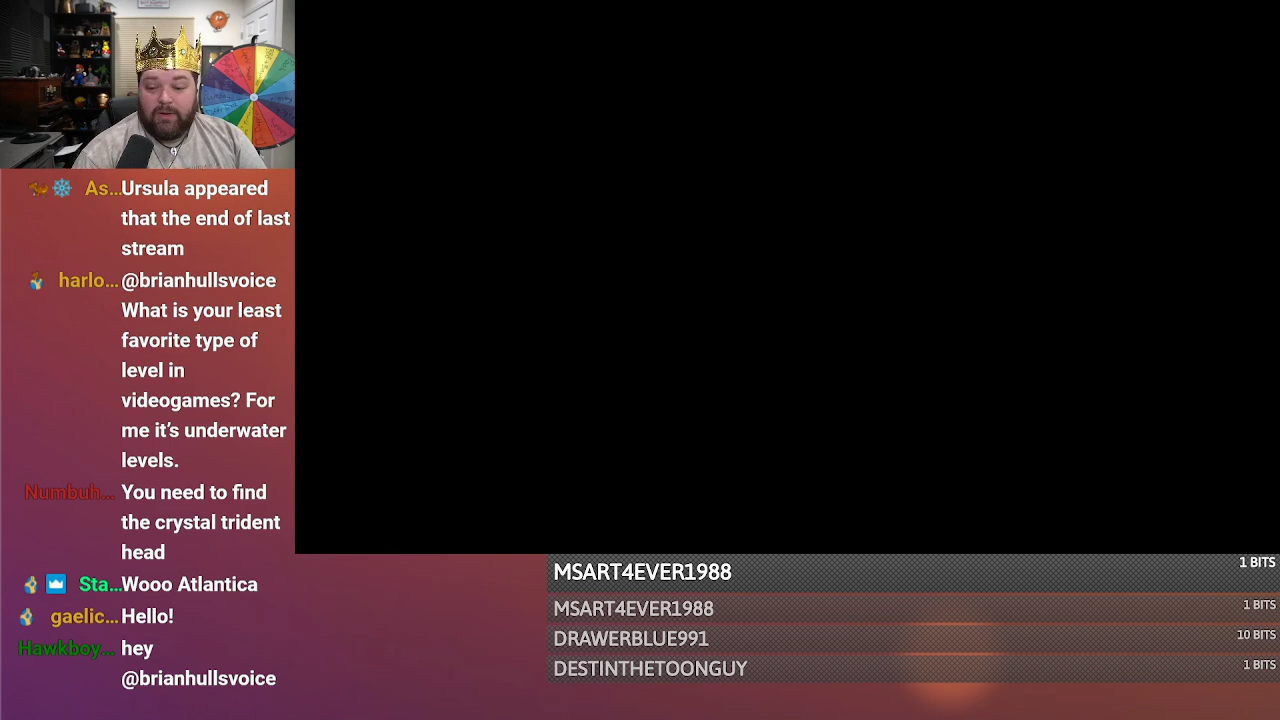 As…Ursula appeared
that the end of last
stream
harlo…@brianhullsvoice
What is your least
favorite type of
level in
videogames? For
me it's underwater
levels.
Numbuh… You need to find
the crystal trident
head
Sta…Wooo Atlantica
gaelic…Hello!
Hawkboy… hey
@brianhullsvoice
MSART4EVER1988 1 BITS
MSART4EVER1988 1 BITS
DRAWERBLUE991 10 BITS
DESTINTHETOONGUY 1 BITS